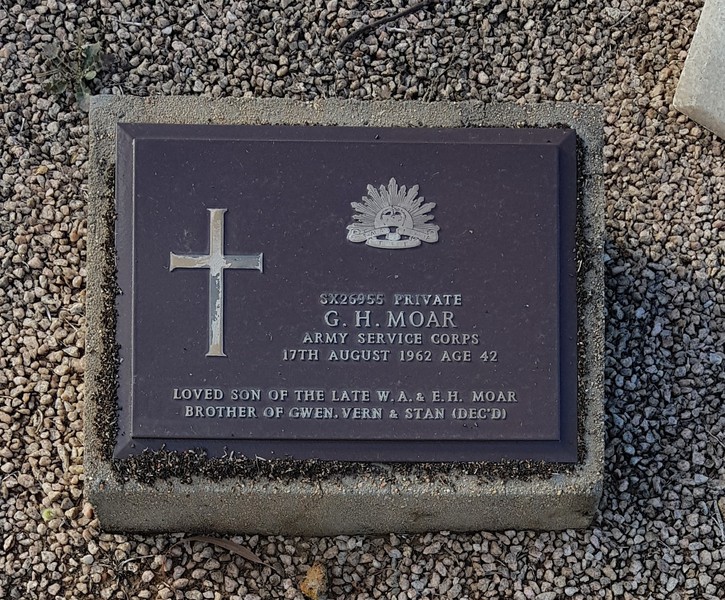 SX26955 PRIVATE
G. H. MOAR
ARMY SERVICE CORPS
17TH AUGUST 1962 AGE 42
LOVED SON OF THE LATE W.A. & E.H. MOAR
BROTHER OF GWEN. VERN & STAN (DEC'D)